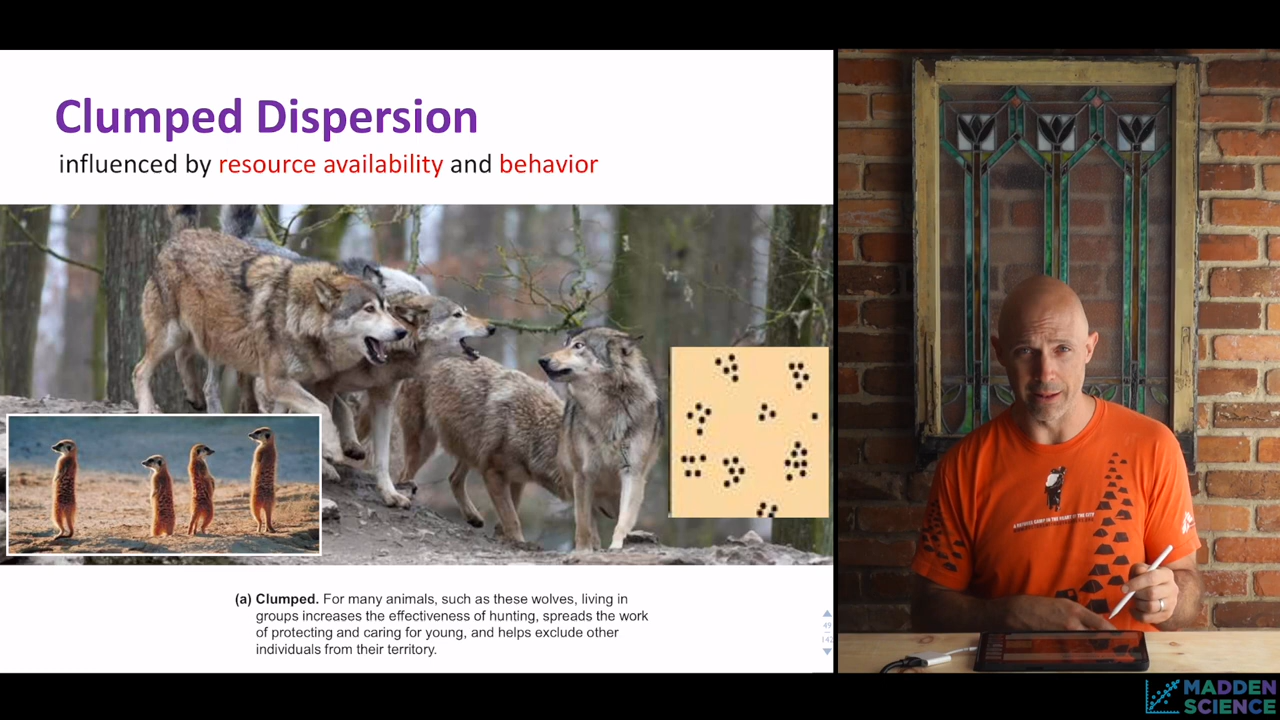 Clumped Dispersion
influenced by resource availability and behavior
(a) Clumped. For many animals, such as these wolves, living in
groups increases the effectiveness of hunting, spreads the work
of protecting and caring for young, and helps exclude other
individuals from their territory.
49
142
MADDEN
SCIENCE